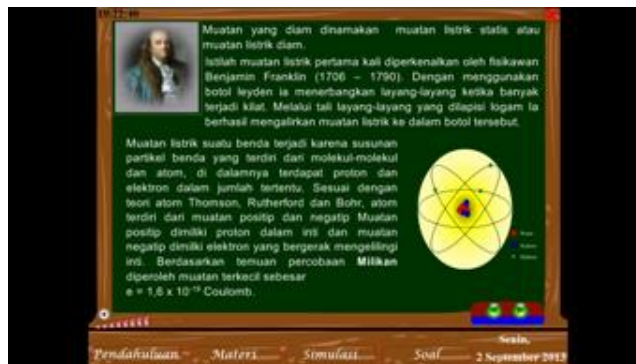 19:22:40
Muatan yang diam dinamakan muatan listrik statis atau
muatan listrik diam.
Istilah muatan listrik pertama kali diperkenalkan oleh fisikawan
Benjamin Franklin (1706 – 1790). Dengan menggunakan
botol leyden ia menerbangkan layang-layang ketika banyak
terjadi kilat. Melalui tali layang-layang yang dilapisi logam Ia
berhasil mengalirkan muatan listrik ke dalam botol tersebut.
Muatan listrik suatu benda terjadi karena susunan
partikel benda yang terdiri dari molekul-molekul
dan atom, di dalamnya terdapat proton dan
elektron dalam jumlah tertentu. Sesuai dengan
teori atom Thomson, Rutherford dan Bohr, atom
terdiri dari muatan positip dan negatip Muatan
positip dimiliki proton dalam inti dan muatan
negatip dimilki elektron yang bergerak mengelilingi
inti. Berdasarkan temuan percobaan Milikan
diperoleh muatan terkecil sebesar
e = 1,6 x 10⁻¹⁹ Coulomb.
Pendahuluan Materi Simulasi Soal
Senin,
2 September 2013